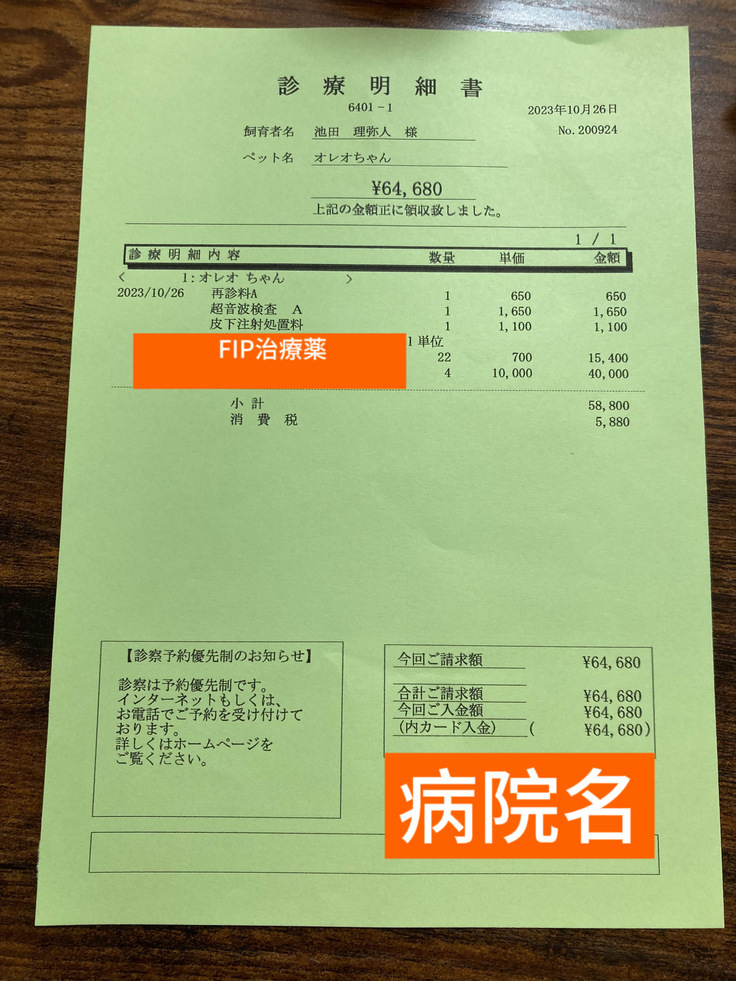 診療明細書
6401-1
2023年10月26日
飼育者名 池田 理弥人 様
No.200924
ペット名 オレオちゃん
¥64,680
上記の金額正に領収致しました。
1 / 1
診療明細内容 数量 単価 金額
< 1:オレオ ちゃん >
2023/10/26 再診料A 1 650 650
超音波検査 A 1 1,650 1,650
皮下注射処置料 1 1,100 1,100
FIP治療薬 1単位
22 700 15,400
4 10,000 40,000
小計 58,800
消費税 5,880
【診察予約優先制のお知らせ】
診察は予約優先制です。
インターネットもしくは、
お電話でご予約を受け付けて
おります。
詳しくはホームページを
ご覧ください。
今回ご請求額 ¥64,680
合計ご請求額 ¥64,680
今回ご入金額 ¥64,680
(内カード入金) ( ¥64,680)
病院名